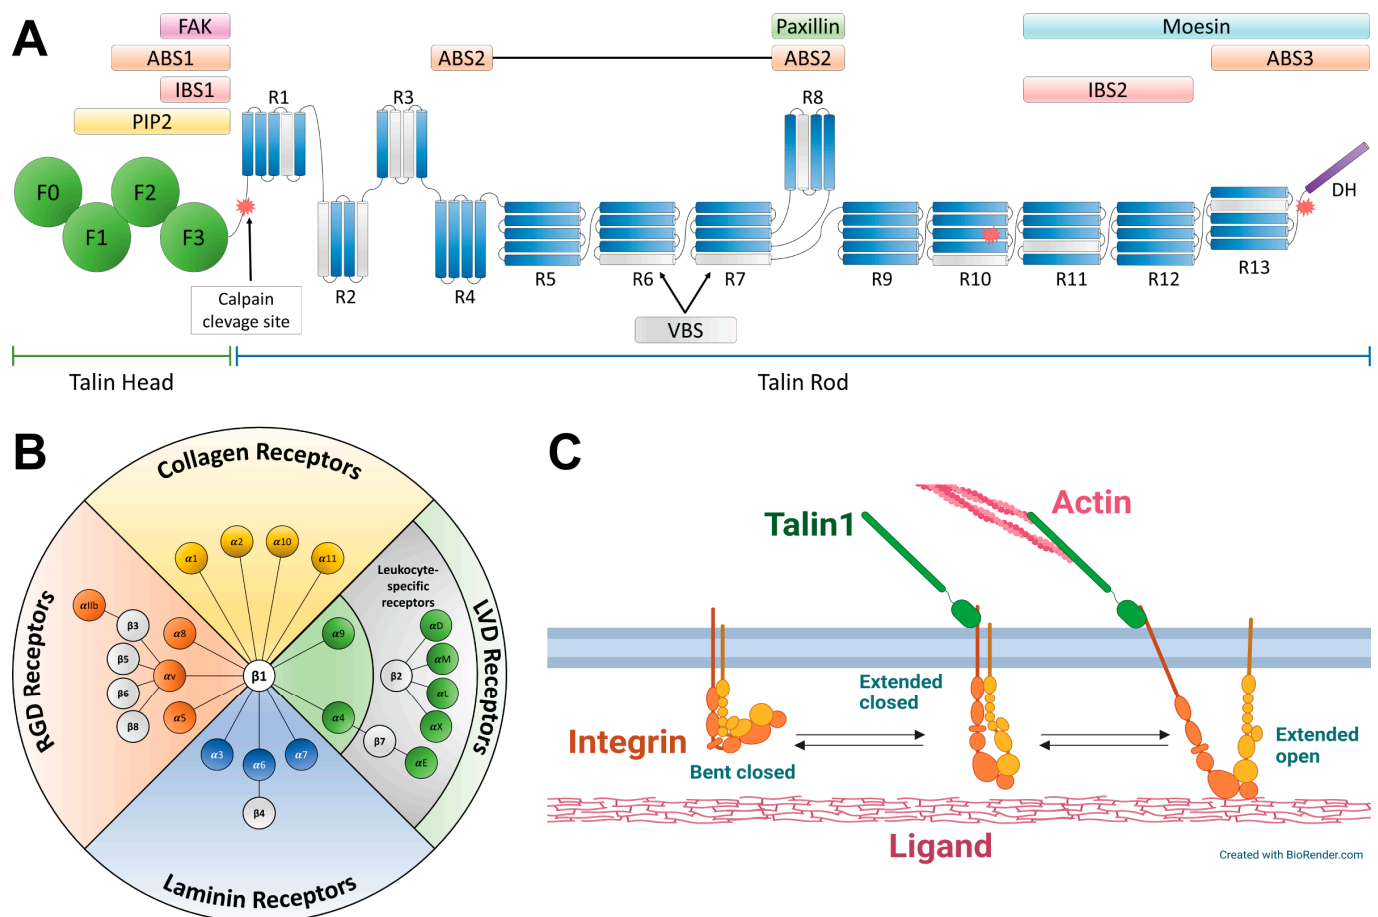 A
FAK
ABS1
IBS1
PIP2
ABS2
Paxillin
ABS2
Moesin
ABS3
IBS2
R1
R3
R8
F0
F2
F1
F3
DH
R2
R4
R5
R6
R7
R9
R10
R11
R12
R13
Calpain
clevage site
VBS
Talin Head
Talin Rod
B
Collagen Receptors
α1
α2
α10
α11
Leukocyte-
specific
receptors
RGD Receptors
LVD Receptors
αIIb
β3
α8
β5
αv
β6
β8
α5
β1
α9
α4
αD
αM
β2
αL
αX
β7
αE
α3
α6
α7
β4
Laminin Receptors
C
Talin1
Actin
Extended
closed
Integrin
Bent closed
Extended
open
Ligand
Created with BioRender.com